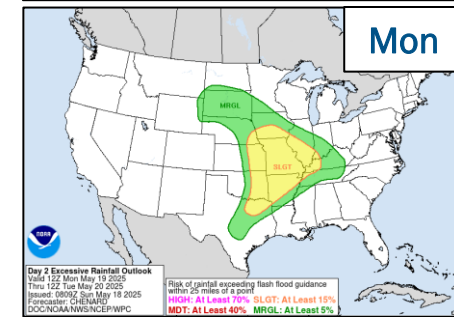 Mon
MRGL
SLGT
NOAA
Day 2 Excessive Rainfall Outlook
Valid 12Z Mon May 19 2025
Thru 12Z Tue May 20 2025
Issued: 0809Z Sun May 18 2025
Forecaster: CHENARD
DOC/NOAA/NWS/NCEP/WPC
Risk of rainfall exceeding flash flood guidance
within 25 miles of a point
HIGH: At Least 70% SLGT: At Least 15%
MDT: At Least 40% MRGL: At Least 5%